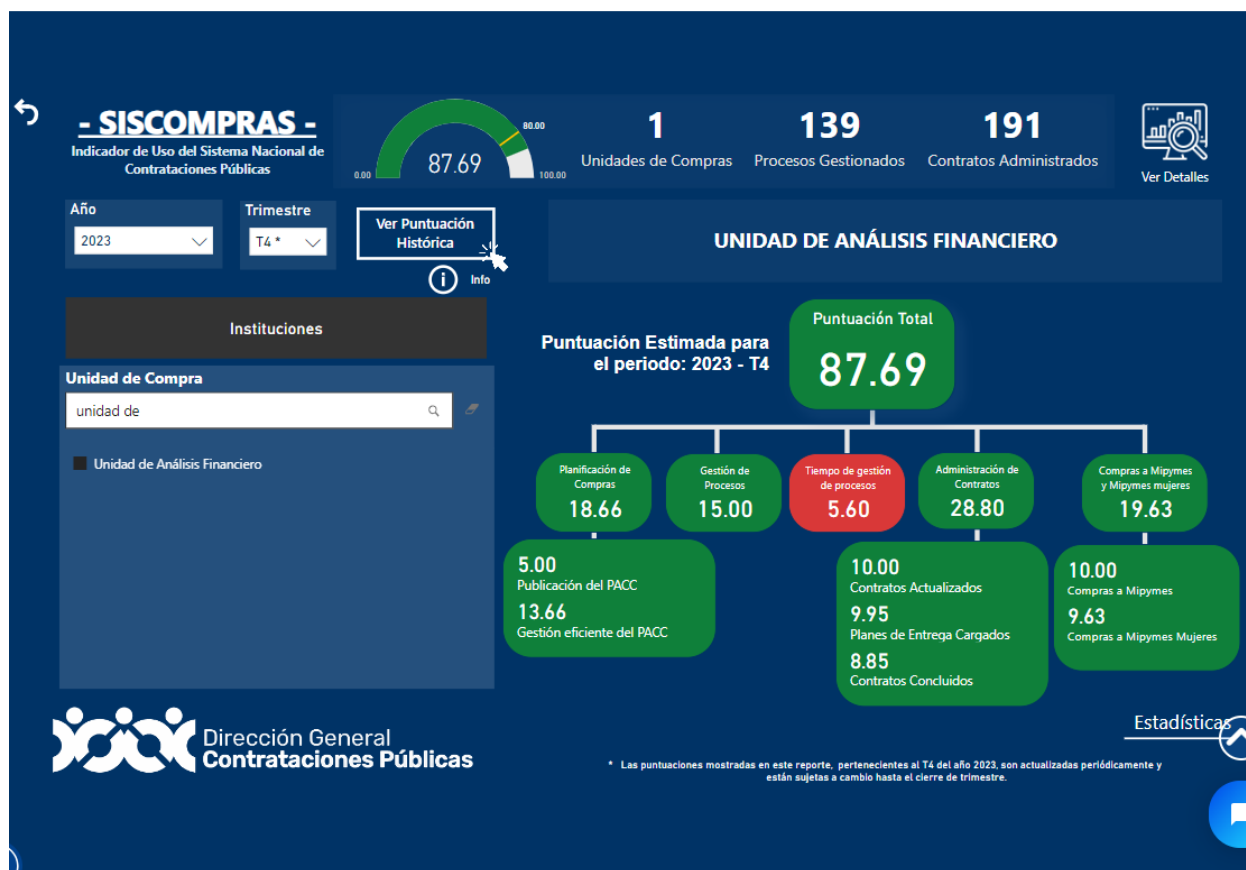 - SISCOMPRAS -
Indicador de Uso del Sistema Nacional de
Contrataciones Públicas
0.00
87.69
80.00
100.00
1
Unidades de Compras
139
Procesos Gestionados
191
Contratos Administrados
Ver Detalles
Año
2023
Trimestre
T4 *
Ver Puntuación
Histórica
i
Info
UNIDAD DE ANÁLISIS FINANCIERO
Instituciones
Unidad de Compra
unidad de
Unidad de Análisis Financiero
Puntuación Estimada para
el periodo: 2023 - T4
Puntuación Total
87.69
Planificación de
Compras
18.66
Gestión de
Procesos
15.00
Tiempo de gestión
de procesos
5.60
Administración de
Contratos
28.80
Compras a Mipymes
y Mipymes mujeres
19.63
5.00
Publicación del PACC
13.66
Gestión eficiente del PACC
10.00
Contratos Actualizados
9.95
Planes de Entrega Cargados
8.85
Contratos Concluidos
10.00
Compras a Mipymes
9.63
Compras a Mipymes Mujeres
Dirección General
Contrataciones Públicas
Estadísticas
* Las puntuaciones mostradas en este reporte, pertenecientes al T4 del año 2023, son actualizadas periódicamente y
están sujetas a cambio hasta el cierre de trimestre.